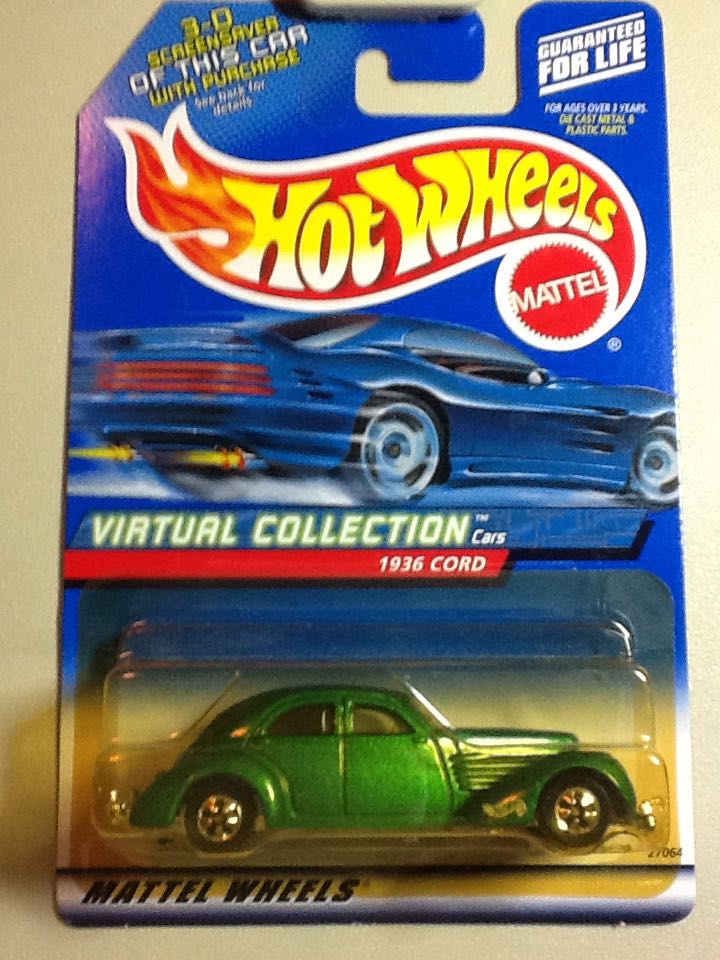 3-D
SCREENSAVER
OF THIS CAR
WITH PURCHASE
See back for
details
GUARANTEED
FOR LIFE
FOR AGES OVER 3 YEARS.
DIE CAST METAL &
PLASTIC PARTS.
HOT WHEELS
MATTEL
®
VIRTUAL COLLECTION™ Cars
1936 CORD
27064
MATTEL WHEELS®